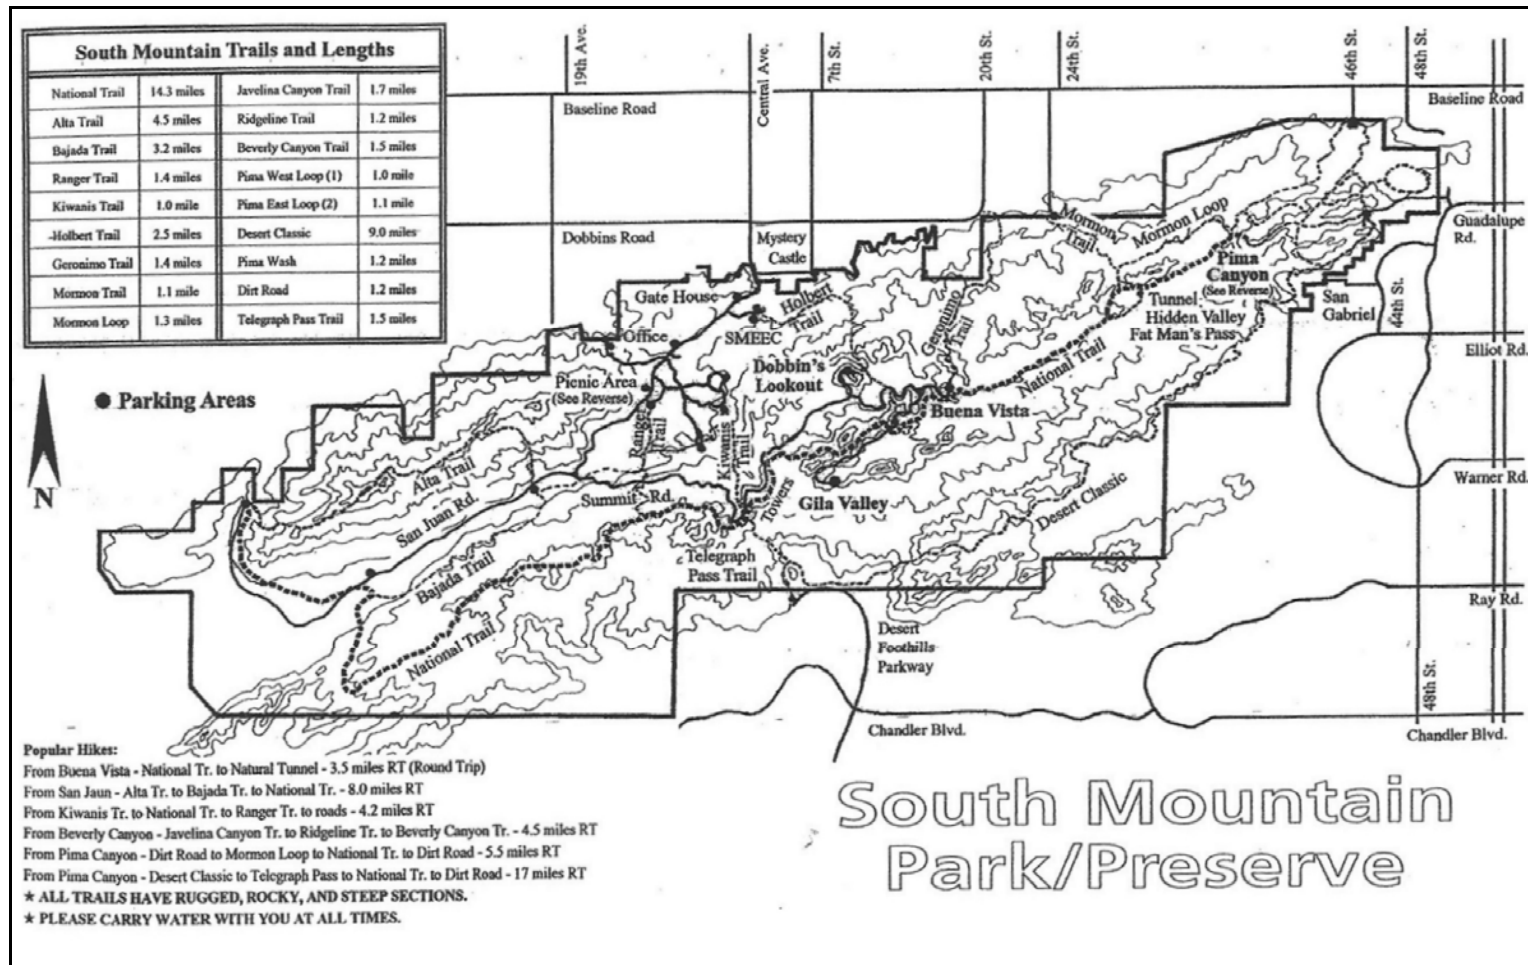 South Mountain Trails and Lengths
National Trail 14.3 miles Javelina Canyon Trail 1.7 miles
Alta Trail 4.5 miles Ridgeline Trail 1.2 miles
Bajada Trail 3.2 miles Beverly Canyon Trail 1.5 miles
Ranger Trail 1.4 miles Pima West Loop (1) 1.0 mile
Kiwanis Trail 1.0 mile Pima East Loop (2) 1.1 mile
-Holbert Trail 2.5 miles Desert Classic 9.0 miles
Geronimo Trail 1.4 miles Pima Wash 1.2 miles
Mormon Trail 1.1 mile Dirt Road 1.2 miles
Mormon Loop 1.3 miles Telegraph Pass Trail 1.5 miles
19th Ave.
Central Ave.
7th St.
20th St.
24th St.
46th St.
48th St.
Baseline Road
Baseline Road
Dobbins Road
Mystery
Castle
Mormon
Trail
Mormon Loop
Guadalupe
Rd.
Pima
Canyon
(See Reverse)
Gate House
Holbert
Trail
SMEEC
Office
Geronimo
Trail
Tunnel
Hidden Valley
Fat Man's Pass
San
Gabriel
44th St.
Elliot Rd.
Dobbin's
Lookout
National Trail
Buena Vista
Picnic Area
(See Reverse)
Parking Areas
N
Ranger
Trail
Kiwanis
Trail
Alta Trail
San Juan Rd.
Summit Rd.
Towers
Gila Valley
Desert Classic
Warner Rd.
Telegraph
Pass Trail
Bajada Trail
National Trail
Ray Rd.
Desert
Foothills
Parkway
48th St.
Chandler Blvd.
Chandler Blvd.
Popular Hikes:
From Buena Vista - National Tr. to Natural Tunnel - 3.5 miles RT (Round Trip)
From San Jaun - Alta Tr. to Bajada Tr. to National Tr. - 8.0 miles RT
From Kiwanis Tr. to National Tr. to Ranger Tr. to roads - 4.2 miles RT
From Beverly Canyon - Javelina Canyon Tr. to Ridgeline Tr. to Beverly Canyon Tr. - 4.5 miles RT
From Pima Canyon - Dirt Road to Mormon Loop to National Tr. to Dirt Road - 5.5 miles RT
From Pima Canyon - Desert Classic to Telegraph Pass to National Tr. to Dirt Road - 17 miles RT
★ ALL TRAILS HAVE RUGGED, ROCKY, AND STEEP SECTIONS.
★ PLEASE CARRY WATER WITH YOU AT ALL TIMES.
South Mountain
Park/Preserve